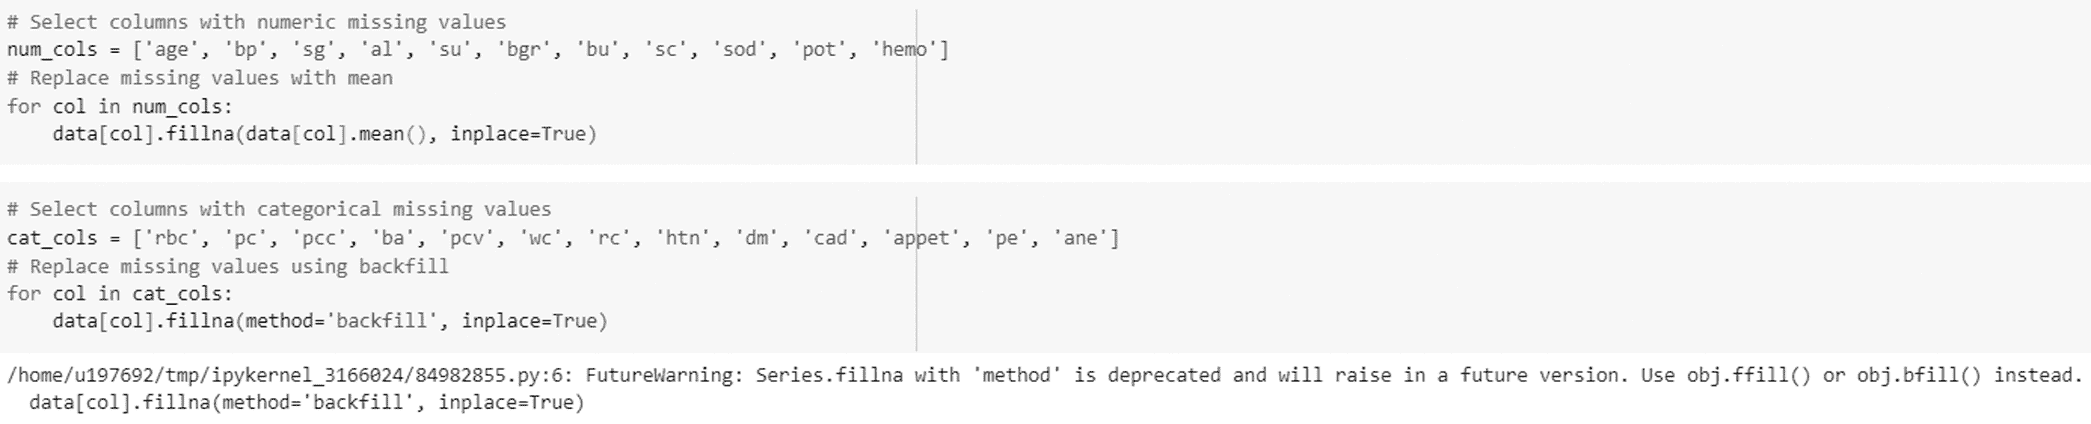 # Select columns with numeric missing values
num_cols = ['age', 'bp', 'sg', 'al', 'su', 'bgr', 'bu', 'sc', 'sod', 'pot', 'hemo']
# Replace missing values with mean
for col in num_cols:
    data[col].fillna(data[col].mean(), inplace=True)
# Select columns with categorical missing values
cat_cols = ['rbc', 'pc', 'pcc', 'ba', 'pcv', 'wc', 'rc', 'htn', 'dm', 'cad', 'appet', 'pe', 'ane']
# Replace missing values using backfill
for col in cat_cols:
    data[col].fillna(method='backfill', inplace=True)
/home/u197692/tmp/ipykernel_3166024/84982855.py:6: FutureWarning: Series.fillna with 'method' is deprecated and will raise in a future version. Use obj.ffill() or obj.bfill() instead.
  data[col].fillna(method='backfill', inplace=True)